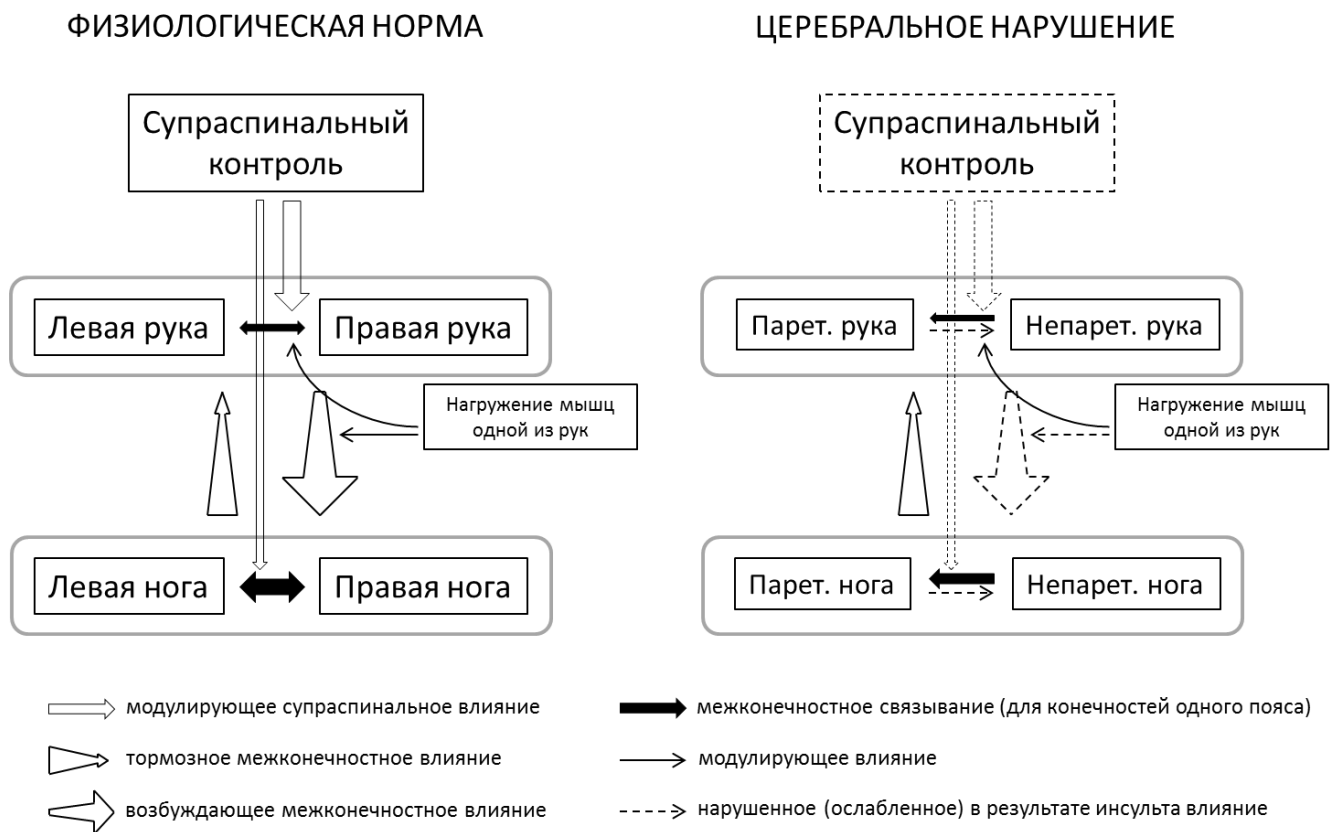 ФИЗИОЛОГИЧЕСКАЯ НОРМА
Супраспинальный
контроль
Левая рука
Правая рука
Нагружение мышц
одной из рук
Левая нога
Правая нога
ЦЕРЕБРАЛЬНОЕ НАРУШЕНИЕ
Супраспинальный
контроль
Парет. рука
Непарет. рука
Нагружение мышц
одной из рук
Парет. нога
Непарет. нога
модулирующее супраспинальное влияние
тормозное межконечностное влияние
возбуждающее межконечностное влияние
межконечностное связывание (для конечностей одного пояса)
модулирующее влияние
нарушенное (ослабленное) в результате инсульта влияние